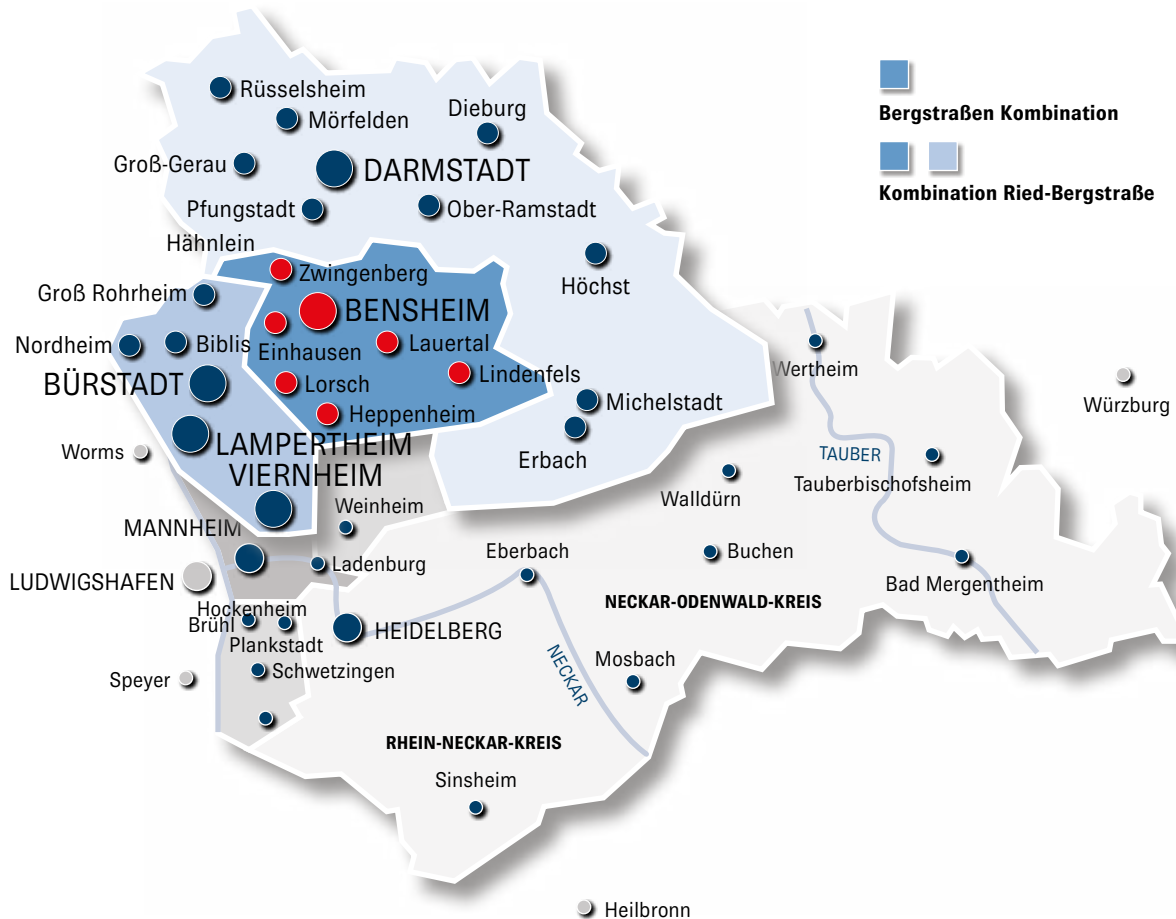 Rüsselsheim
Mörfelden
Dieburg
Groß-Gerau
DARMSTADT
Pfungstadt
Ober-Ramstadt
Hähnlein
Zwingenberg
Höchst
Groß Rohrheim
BENSHEIM
Nordheim
Biblis
Einhausen
Lauertal
BÜRSTADT
Lorsch
Lindenfels
Heppenheim
Michelstadt
Worms
LAMPERTHEIM
VIERNHEIM
Erbach
Weinheim
MANNHEIM
LUDWIGSHAFEN
Ladenburg
Eberbach
Hockenheim
Brühl
Plankstadt
HEIDELBERG
Schwetzingen
Speyer
NECKAR
Mosbach
RHEIN-NECKAR-KREIS
Sinsheim
Heilbronn
NECKAR-ODENWALD-KREIS
Buchen
Walldürn
Wertheim
TAUBER
Tauberbischofsheim
Bad Mergentheim
Würzburg
Bergstraßen Kombination
Kombination Ried-Bergstraße